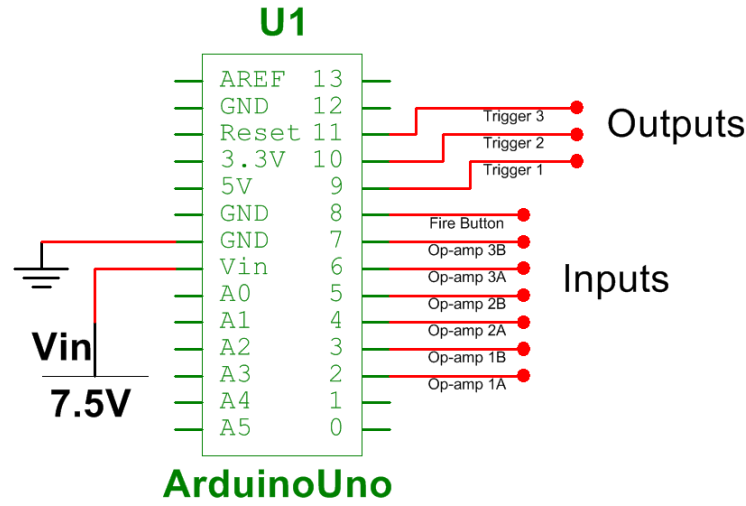 U1
AREF 13
GND 12
Reset 11
3.3V 10
5V 9
GND 8
GND 7
Vin 6
A0 5
A1 4
A2 3
A3 2
A4 1
A5 0
ArduinoUno
Vin
7.5V
Trigger 3
Trigger 2
Trigger 1
Outputs
Fire Button
Op-amp 3B
Op-amp 3A
Op-amp 2B
Op-amp 2A
Op-amp 1B
Op-amp 1A
Inputs